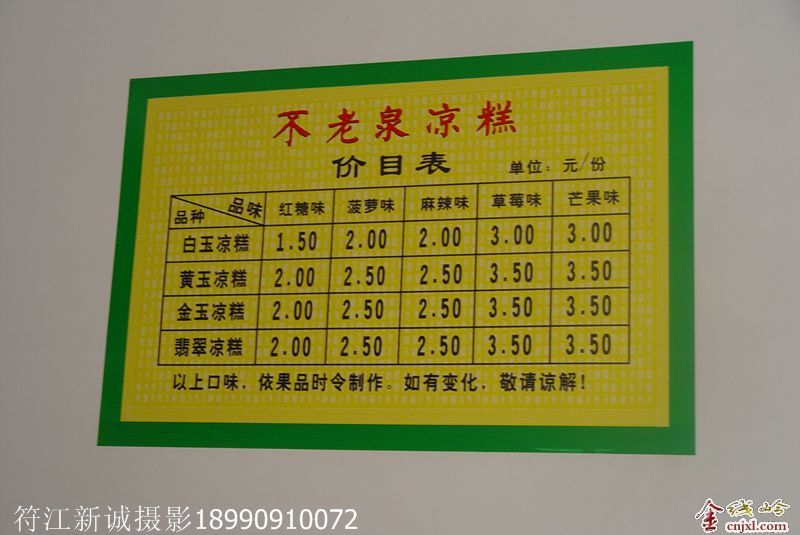 不老泉凉糕
价目表 单位：元/份
品种 品味 红糖味 菠萝味 麻辣味 草莓味 芒果味
白玉凉糕 1.50 2.00 2.00 3.00 3.00
黄玉凉糕 2.00 2.50 2.50 3.50 3.50
金玉凉糕 2.00 2.50 2.50 3.50 3.50
翡翠凉糕 2.00 2.50 2.50 3.50 3.50
以上口味，依果品时令制作。如有变化，敬请谅解！
符江新诚摄影18990910072
金线岭
cnjxl.com